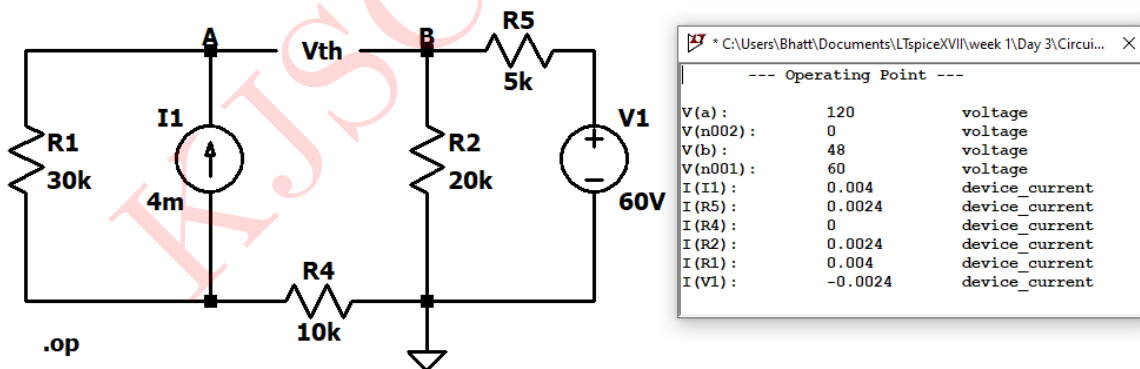 A
Vth
B
R5
5k
I1
V1
R1
R2
30k
4m
20k
60V
R4
10k
.op
KJSC
* C:\Users\Bhatt\Documents\LTspiceXVII\week 1\Day 3\Circui...
--- Operating Point ---
V(a): 120 voltage
V(n002): 0 voltage
V(b): 48 voltage
V(n001): 60 voltage
I(I1): 0.004 device_current
I(R5): 0.0024 device_current
I(R4): 0 device_current
I(R2): 0.0024 device_current
I(R1): 0.004 device_current
I(V1): -0.0024 device_current